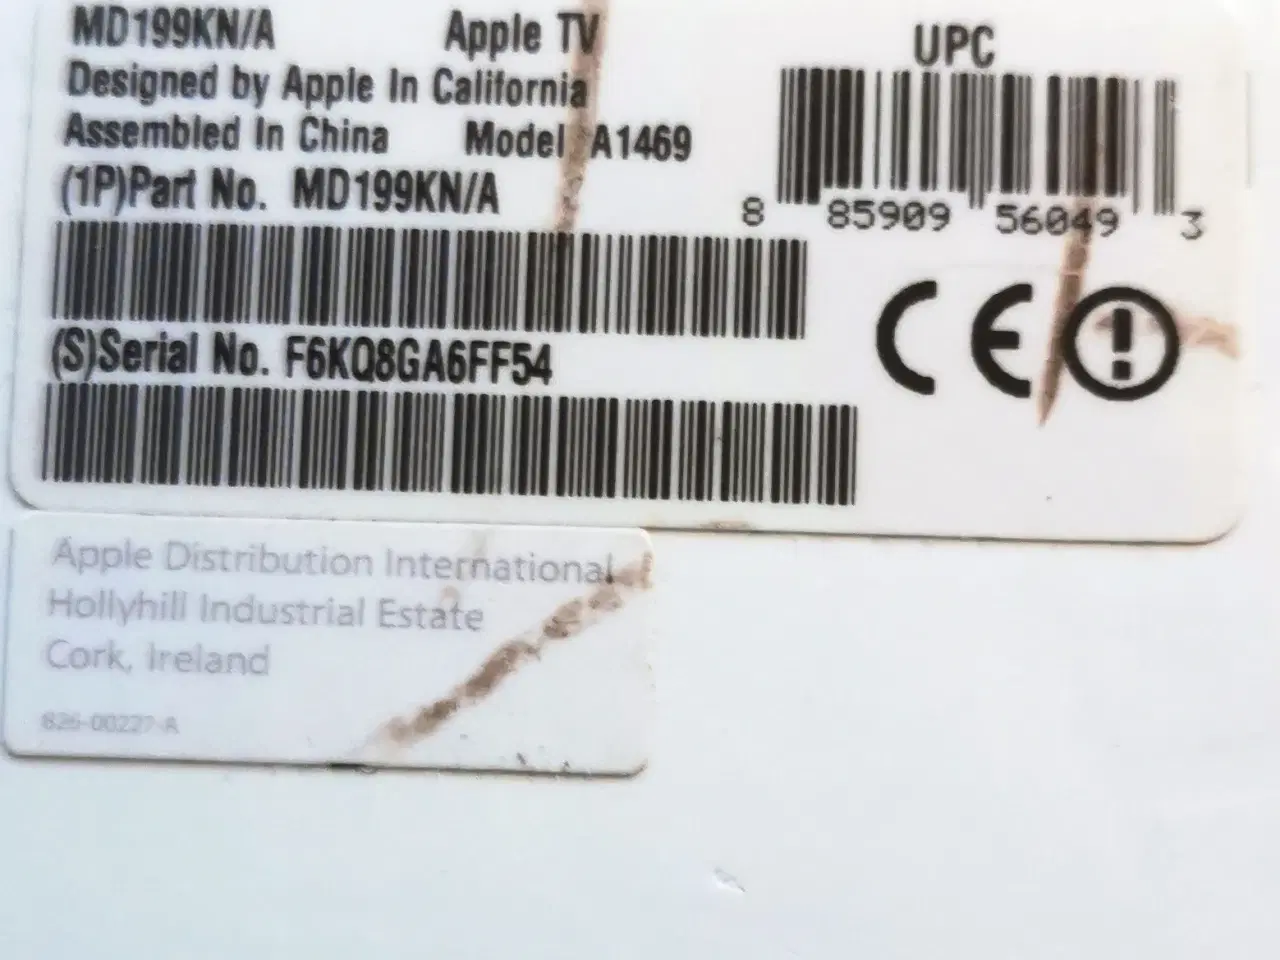 MD199KN/A Apple TV
Designed by Apple In California
Assembled In China Model A1469
(1P)Part No. MD199KN/A
(S)Serial No. F6KQ8GA6FF54
UPC
8 85909 56049 3
CE
Apple Distribution International
Hollyhill Industrial Estate
Cork, Ireland
826-00227-A